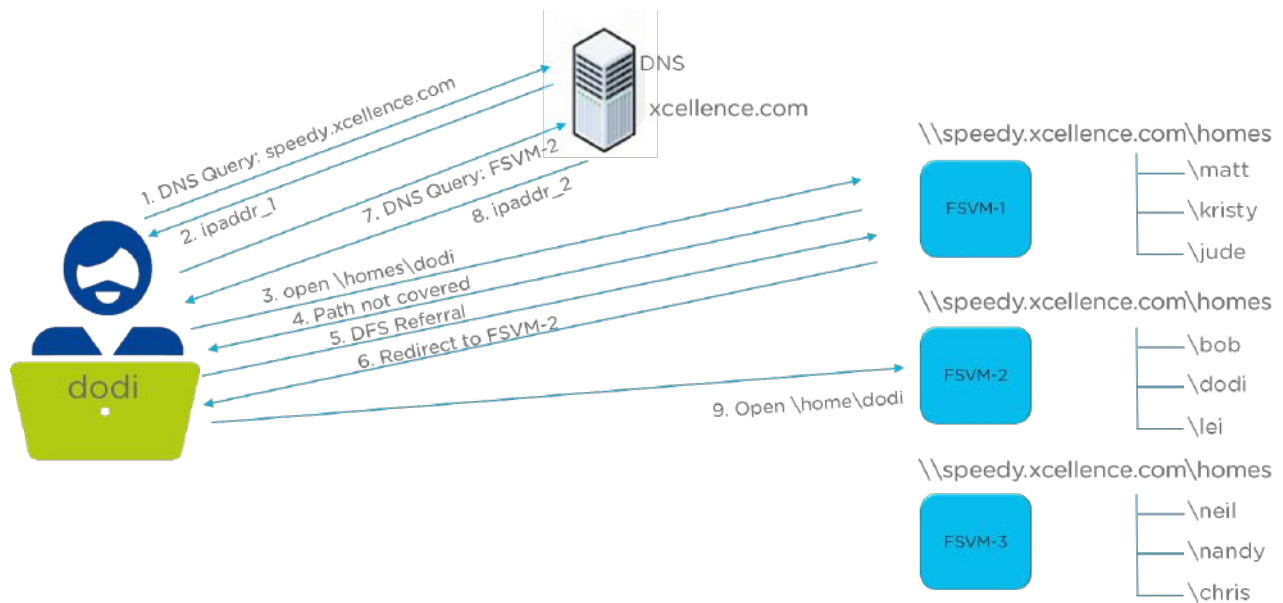 DNS
xcellence.com
1. DNS Query: speedy.xcellence.com
2. ipaddr_1
7. DNS Query: FSVM-2
8. ipaddr_2
3. open \homes\dodi
4. Path not covered
5. DFS Referral
6. Redirect to FSVM-2
9. Open \home\dodi
dodi
\\speedy.xcellence.com\homes
FSVM-1
\matt
\kristy
\jude
\\speedy.xcellence.com\homes
FSVM-2
\bob
\dodi
\lei
\\speedy.xcellence.com\homes
FSVM-3
\neil
\nandy
\chris